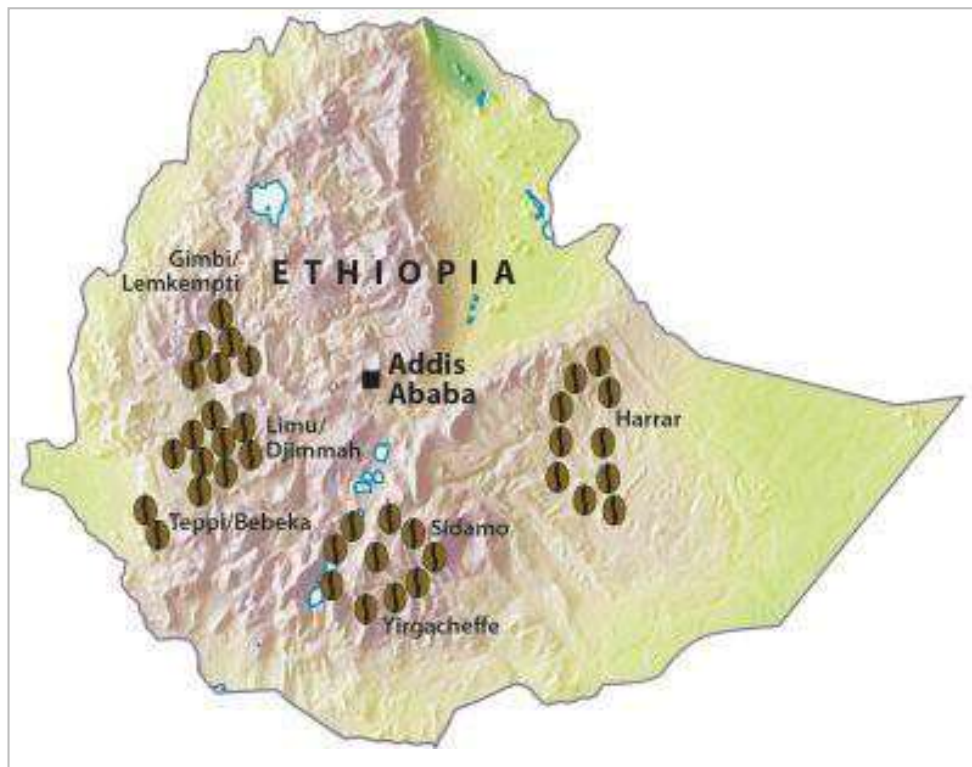 Gimbi/
Lemkempti
ETHIOPIA
Addis
Ababa
Harrar
Limu/
Djimmah
Teppi/Bebeka
Sidamo
Yirgacheffe